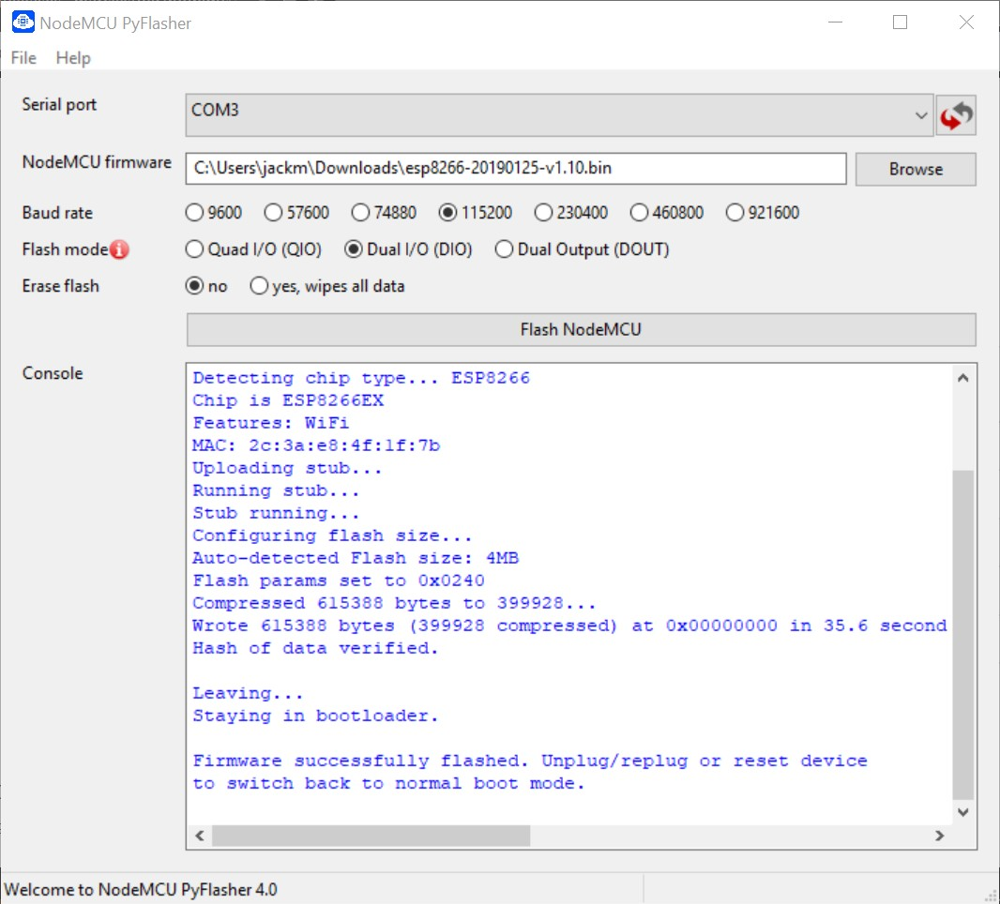 NodeMCU PyFlasher
File Help
Serial port COM3
NodeMCU firmware C:\Users\jackm\Downloads\esp8266-20190125-v1.10.bin Browse
Baud rate 9600 57600 74880 115200 230400 460800 921600
Flash mode Quad I/O (QIO) Dual I/O (DIO) Dual Output (DOUT)
Erase flash no yes, wipes all data
Flash NodeMCU
Console
Detecting chip type... ESP8266
Chip is ESP8266EX
Features: WiFi
MAC: 2c:3a:e8:4f:1f:7b
Uploading stub...
Running stub...
Stub running...
Configuring flash size...
Auto-detected Flash size: 4MB
Flash params set to 0x0240
Compressed 615388 bytes to 399928...
Wrote 615388 bytes (399928 compressed) at 0x00000000 in 35.6 second
Hash of data verified.
Leaving...
Staying in bootloader.
Firmware successfully flashed. Unplug/replug or reset device
to switch back to normal boot mode.
Welcome to NodeMCU PyFlasher 4.0